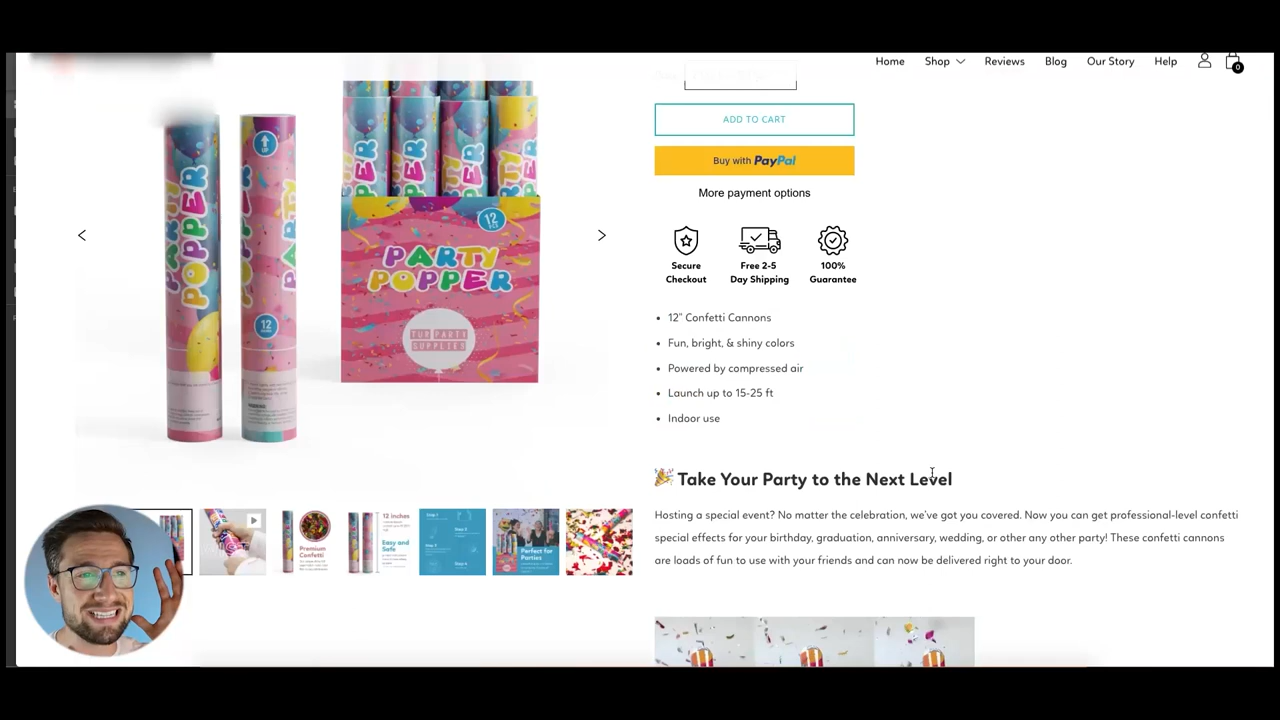 Home
Shop
Reviews
Blog
Our Story
Help
0
ADD TO CART
Buy with PayPal
More payment options
Secure Checkout
Free 2-5 Day Shipping
100% Guarantee
12" Confetti Cannons
Fun, bright, & shiny colors
Powered by compressed air
Launch up to 15-25 ft
Indoor use
🎉 Take Your Party to the Next Level
Hosting a special event? No matter the celebration, we've got you covered. Now you can get professional-level confetti
special effects for your birthday, graduation, anniversary, wedding, or other any other party! These confetti cannons
are loads of fun to use with your friends and can now be delivered right to your door.
PARTY
POPPER
UP
PARTY
12
12
PARTY
POPPER
TUR PARTY
SUPPLIES
Premium
Confetti
12 inches
Easy and
Safe
Perfect for
Parties